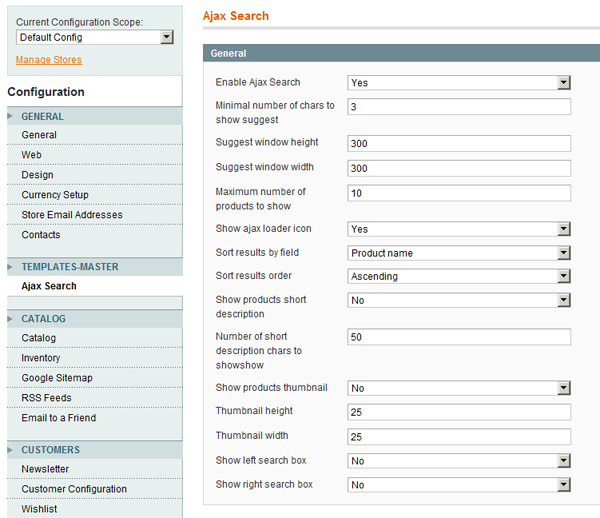 Current Configuration Scope:
Default Config
Manage Stores
Configuration
GENERAL
General
Web
Design
Currency Setup
Store Email Addresses
Contacts
TEMPLATES-MASTER
Ajax Search
CATALOG
Catalog
Inventory
Google Sitemap
RSS Feeds
Email to a Friend
CUSTOMERS
Newsletter
Customer Configuration
Wishlist
Ajax Search
General
Enable Ajax Search Yes
Minimal number of chars to 3
show suggest
Suggest window height 300
Suggest window width 300
Maximum number of 10
products to show
Show ajax loader icon Yes
Sort results by field Product name
Sort results order Ascending
Show products short No
description
Number of short 50
description chars to
showshow
Show products thumbnail No
Thumbnail height 25
Thumbnail width 25
Show left search box No
Show right search box No